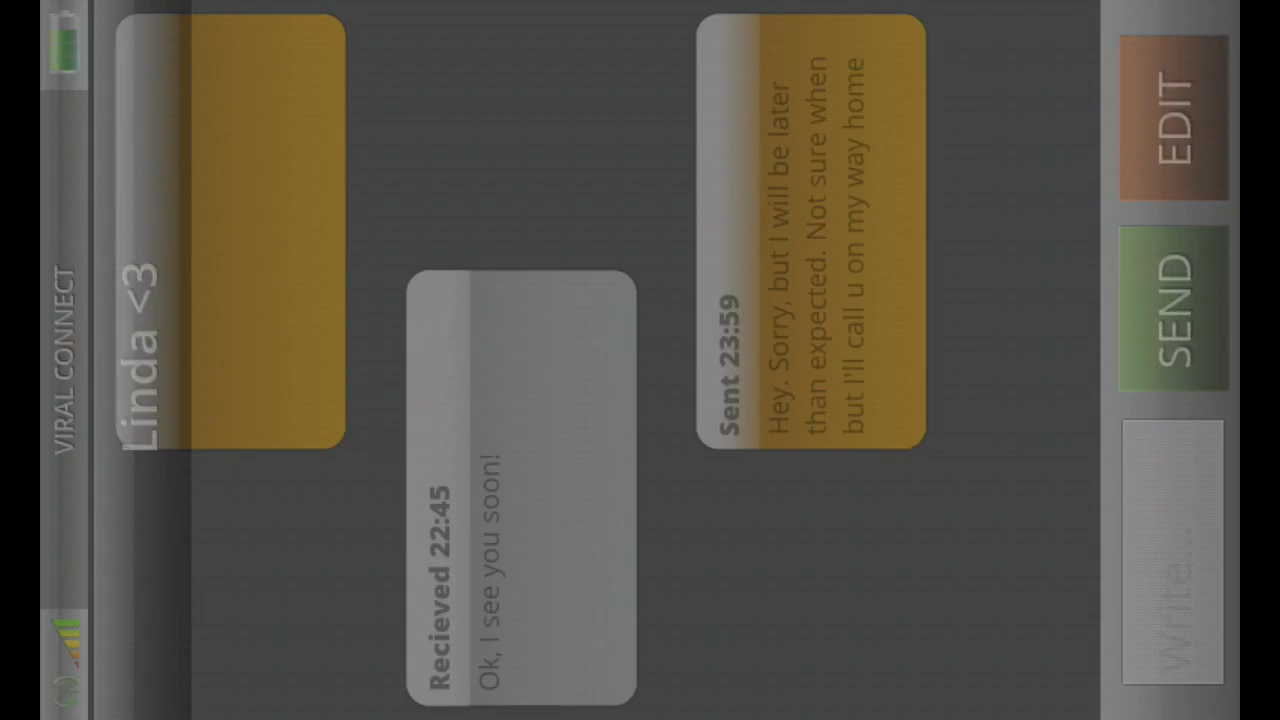 VIRAL CONNECT
Linda <3
Recieved 22:45
Ok, I see you soon!
Sent 23:59
Hey. Sorry, but I will be later
than expected. Not sure when
but I'll call u on my way home
Write...
SEND
EDIT